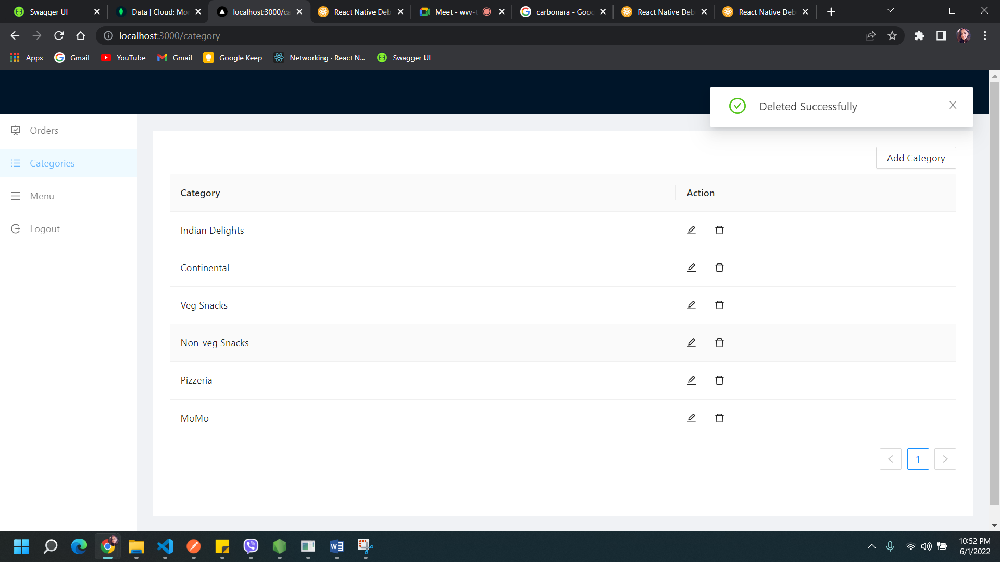 Swagger UI
Data | Cloud: Mo
localhost:3000/ca
React Native Deb
Meet - wvv-t
carbonara - Goog
React Native Deb
React Native Deb
localhost:3000/category
Apps
Gmail
YouTube
Gmail
Google Keep
Networking · React N...
Swagger UI
Deleted Successfully
Orders
Categories
Menu
Logout
Add Category
Category Action
Indian Delights
Continental
Veg Snacks
Non-veg Snacks
Pizzeria
MoMo
1
10:52 PM
6/1/2022